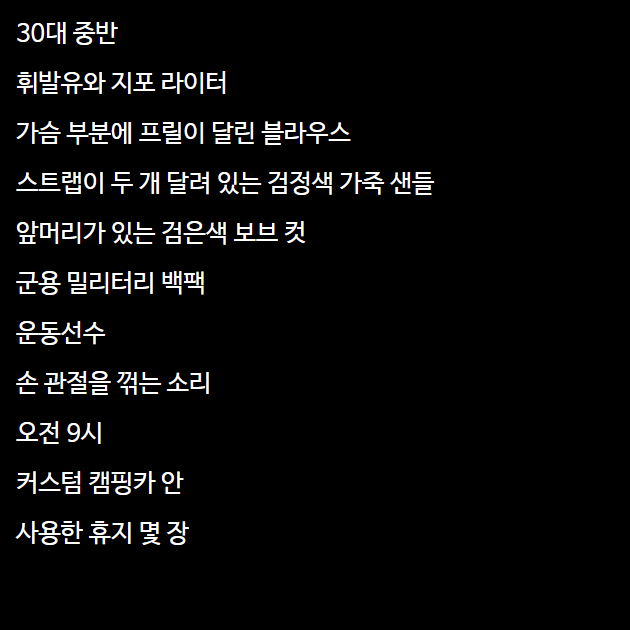 30대 중반
휘발유와 지포 라이터
가슴 부분에 프릴이 달린 블라우스
스트랩이 두 개 달려 있는 검정색 가죽 샌들
앞머리가 있는 검은색 보브 컷
군용 밀리터리 백팩
운동선수
손 관절을 꺾는 소리
오전 9시
커스텀 캠핑카 안
사용한 휴지 몇 장